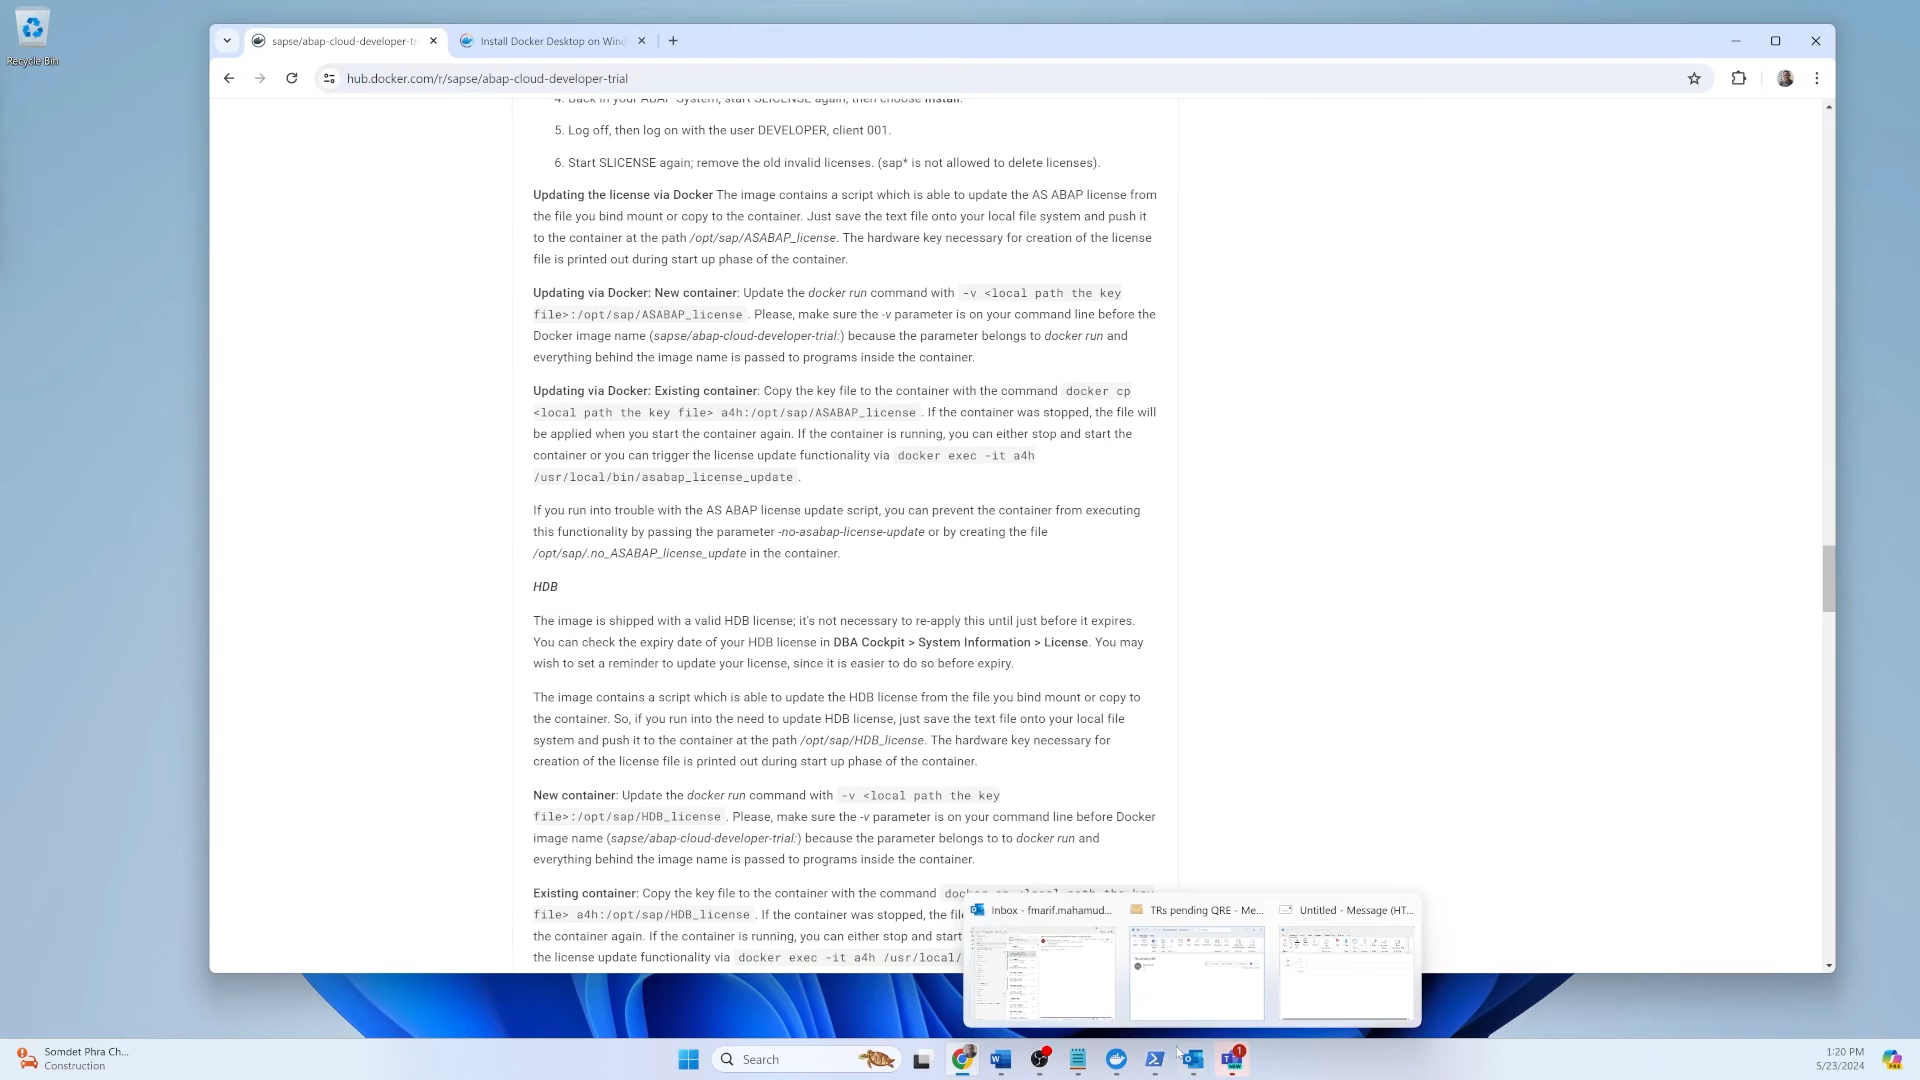 Recycle Bin
sapse/abap-cloud-developer-tr
Install Docker Desktop on Wind
hub.docker.com/r/sapse/abap-cloud-developer-trial
4. Back in your ABAP System, start SLICENSE again, then choose Install.
5. Log off, then log on with the user DEVELOPER, client 001.
6. Start SLICENSE again; remove the old invalid licenses. (sap* is not allowed to delete licenses).
Updating the license via Docker The image contains a script which is able to update the AS ABAP license from
the file you bind mount or copy to the container. Just save the text file onto your local file system and push it
to the container at the path /opt/sap/ASABAP_license. The hardware key necessary for creation of the license
file is printed out during start up phase of the container.
Updating via Docker: New container: Update the docker run command with -v <local path the key
file>:/opt/sap/ASABAP_license . Please, make sure the -v parameter is on your command line before the
Docker image name (sapse/abap-cloud-developer-trial:) because the parameter belongs to docker run and
everything behind the image name is passed to programs inside the container.
Updating via Docker: Existing container: Copy the key file to the container with the command docker cp
<local path the key file> a4h:/opt/sap/ASABAP_license . If the container was stopped, the file will
be applied when you start the container again. If the container is running, you can either stop and start the
container or you can trigger the license update functionality via docker exec -it a4h
/usr/local/bin/asabap_license_update .
If you run into trouble with the AS ABAP license update script, you can prevent the container from executing
this functionality by passing the parameter -no-asabap-license-update or by creating the file
/opt/sap/.no_ASABAP_license_update in the container.
HDB
The image is shipped with a valid HDB license; it's not necessary to re-apply this until just before it expires.
You can check the expiry date of your HDB license in DBA Cockpit > System Information > License. You may
wish to set a reminder to update your license, since it is easier to do so before expiry.
The image contains a script which is able to update the HDB license from the file you bind mount or copy to
the container. So, if you run into the need to update HDB license, just save the text file onto your local file
system and push it to the container at the path /opt/sap/HDB_license. The hardware key necessary for
creation of the license file is printed out during start up phase of the container.
New container: Update the docker run command with -v <local path the key
file>:/opt/sap/HDB_license . Please, make sure the -v parameter is on your command line before Docker
image name (sapse/abap-cloud-developer-trial:) because the parameter belongs to to docker run and
everything behind the image name is passed to programs inside the container.
Existing container: Copy the key file to the container with the command docker cp <local path the key
file> a4h:/opt/sap/HDB_license . If the container was stopped, the file
the container again. If the container is running, you can either stop and start
the license update functionality via docker exec -it a4h /usr/local/
Inbox - fmarif.mahamud...
TRs pending QRE - Me...
Untitled - Message (HT...
Somdet Phra Ch...
Construction
Search
1
NEW
1:20 PM
5/23/2024
PRE